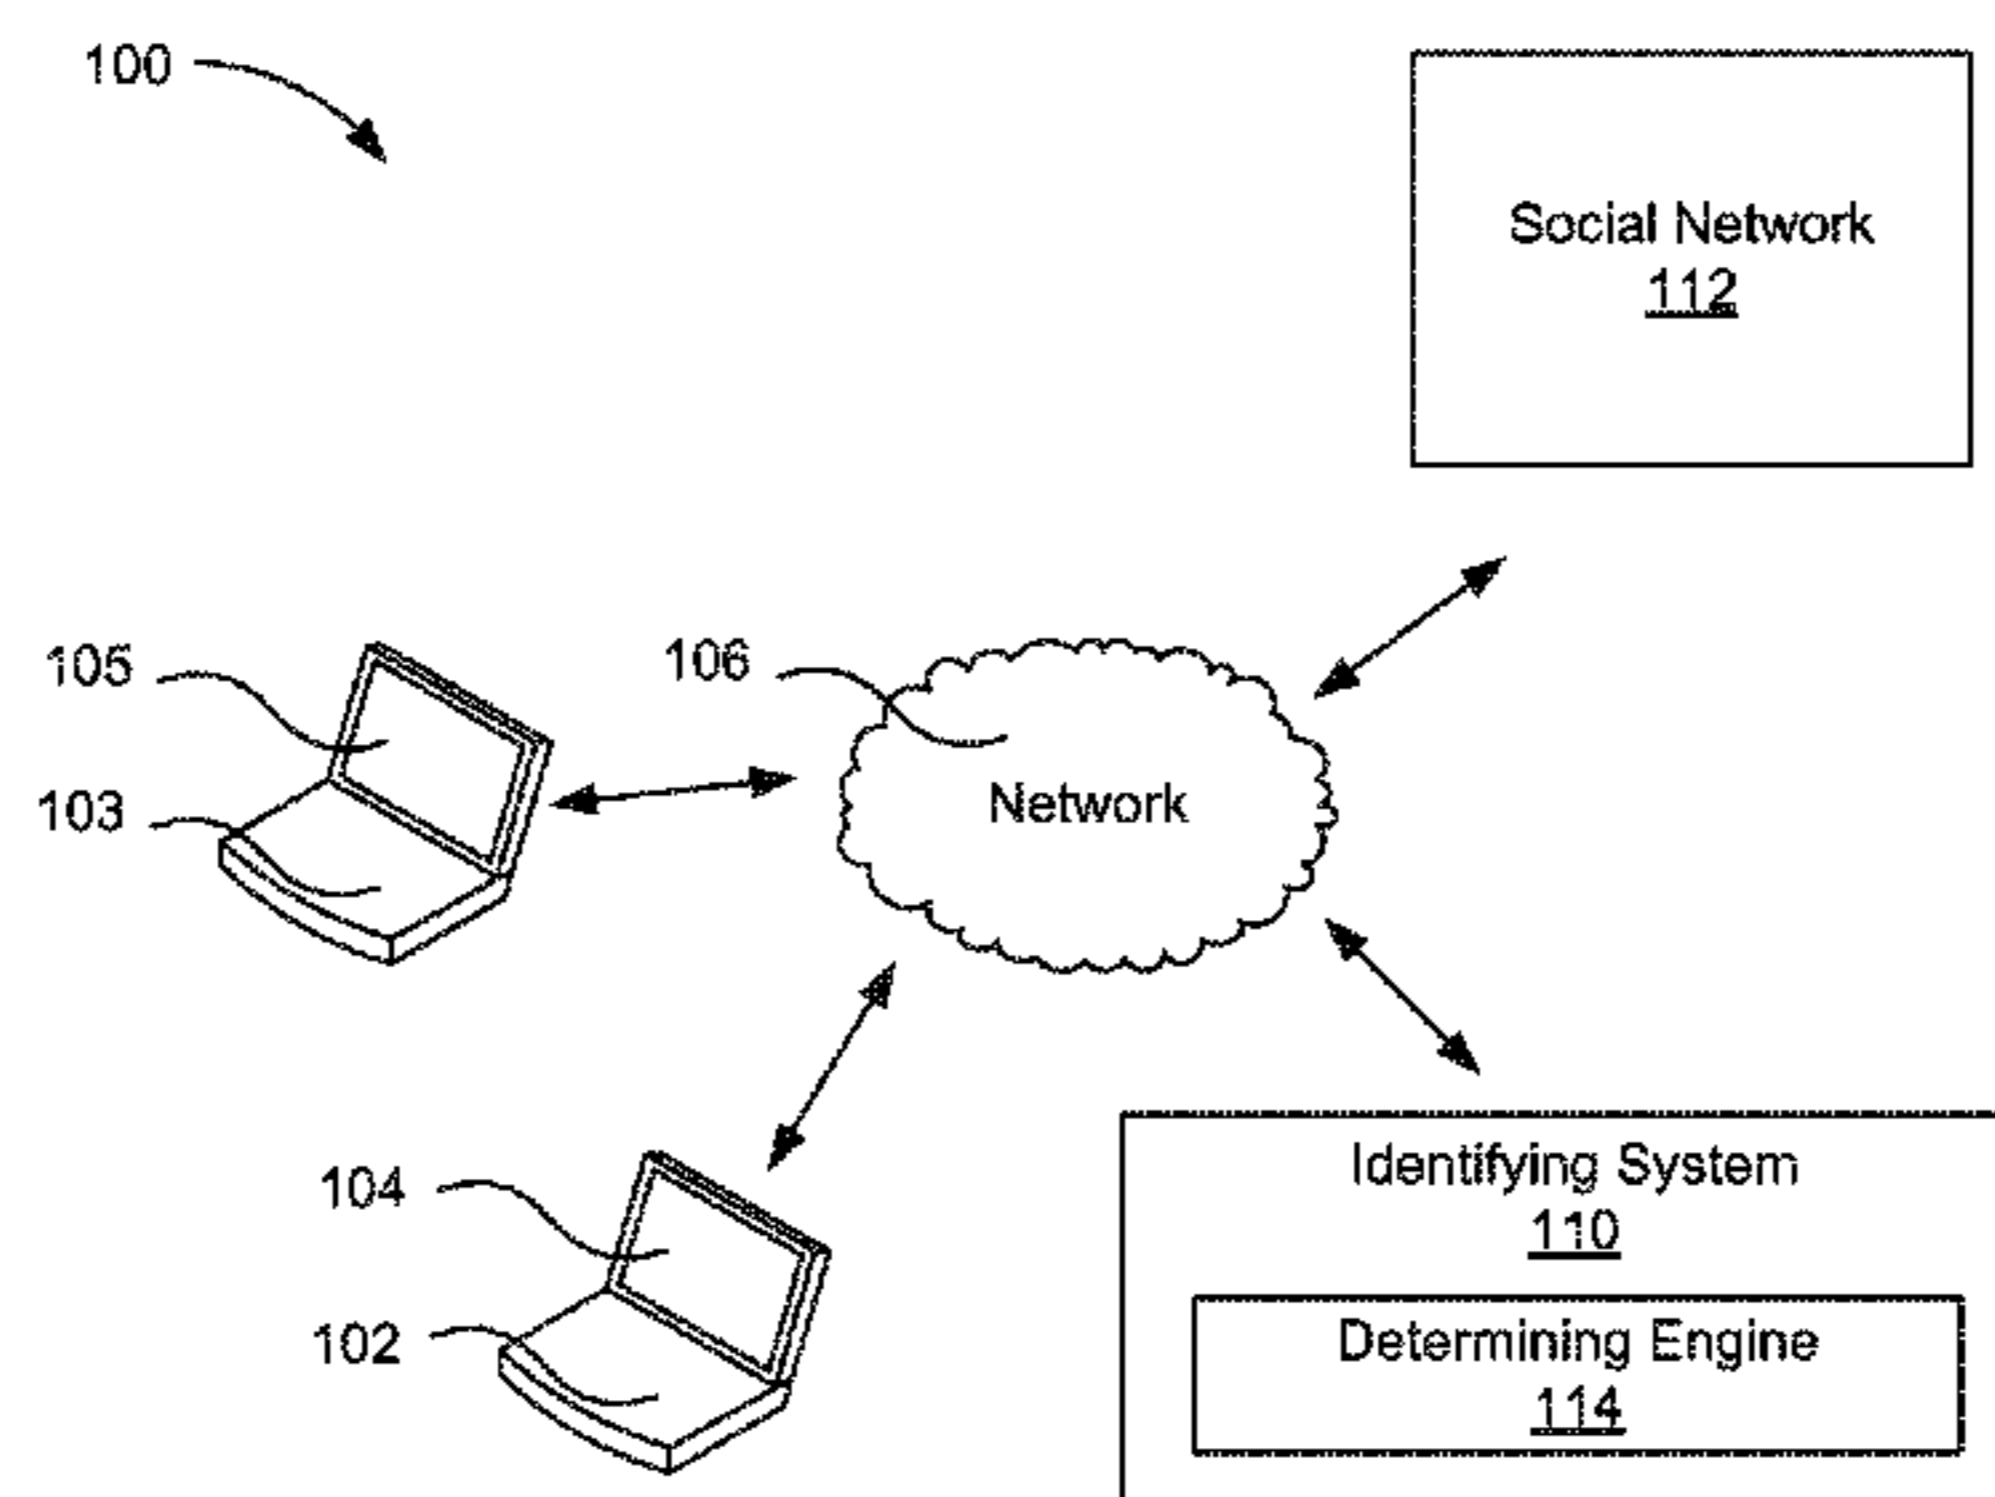 100
Social Network
112
105
106
103
Network
104
102
Identifying System
110
Determining Engine
114